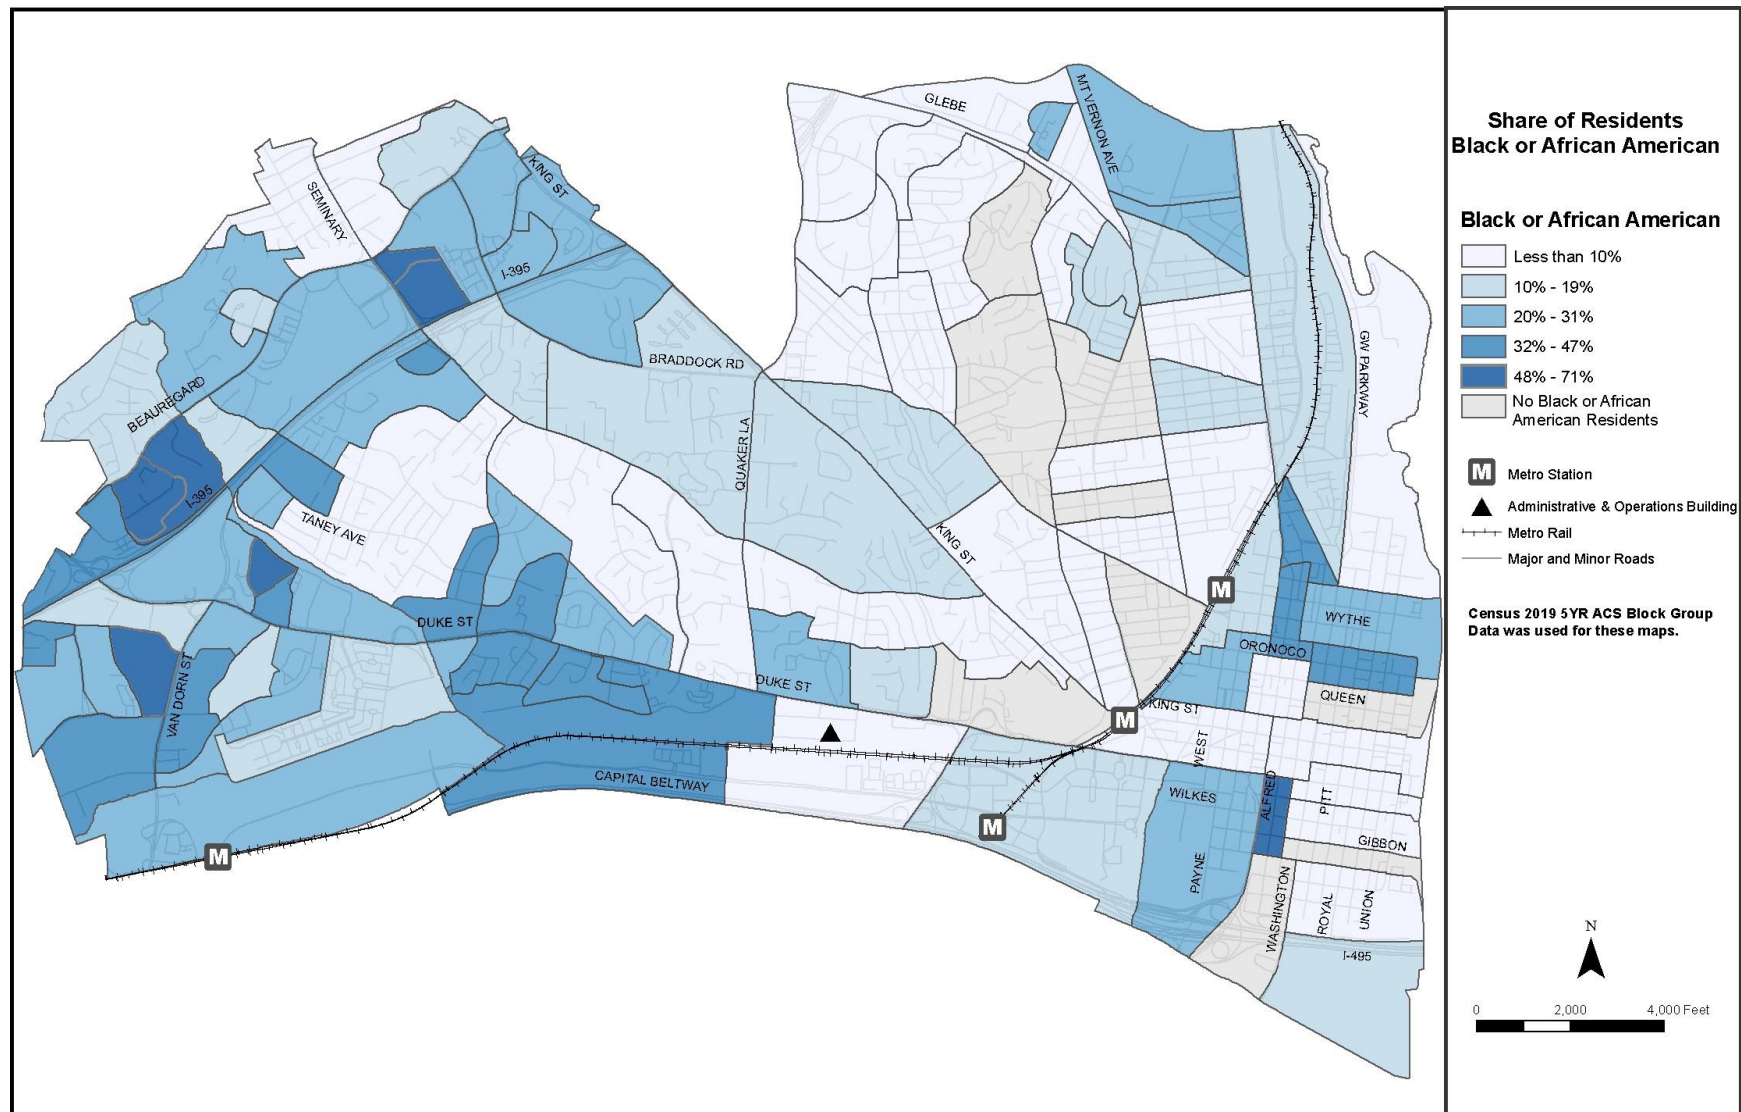 Share of Residents
Black or African American
Black or African American
Less than 10%
10% - 19%
20% - 31%
32% - 47%
48% - 71%
No Black or African
American Residents
M Metro Station
Administrative & Operations Building
Metro Rail
Major and Minor Roads
Census 2019 5YR ACS Block Group
Data was used for these maps.
N
0 2,000 4,000 Feet
GLEBE
MT VERNON AVE
KING ST
SEMINARY
I-395
BRADDOCK RD
GW PARKWAY
BEAUREGARD
QUAKER LA
I-395
TANEY AVE
KING ST
M
DUKE ST
WYTHE
ORONOCO
VAN DORN ST
DUKE ST
QUEEN
KING ST
M
WEST
CAPITAL BELTWAY
WILKES
ALFRED
PITT
M
GIBBON
M
PAYNE
WASHINGTON
ROYAL
UNION
I-495